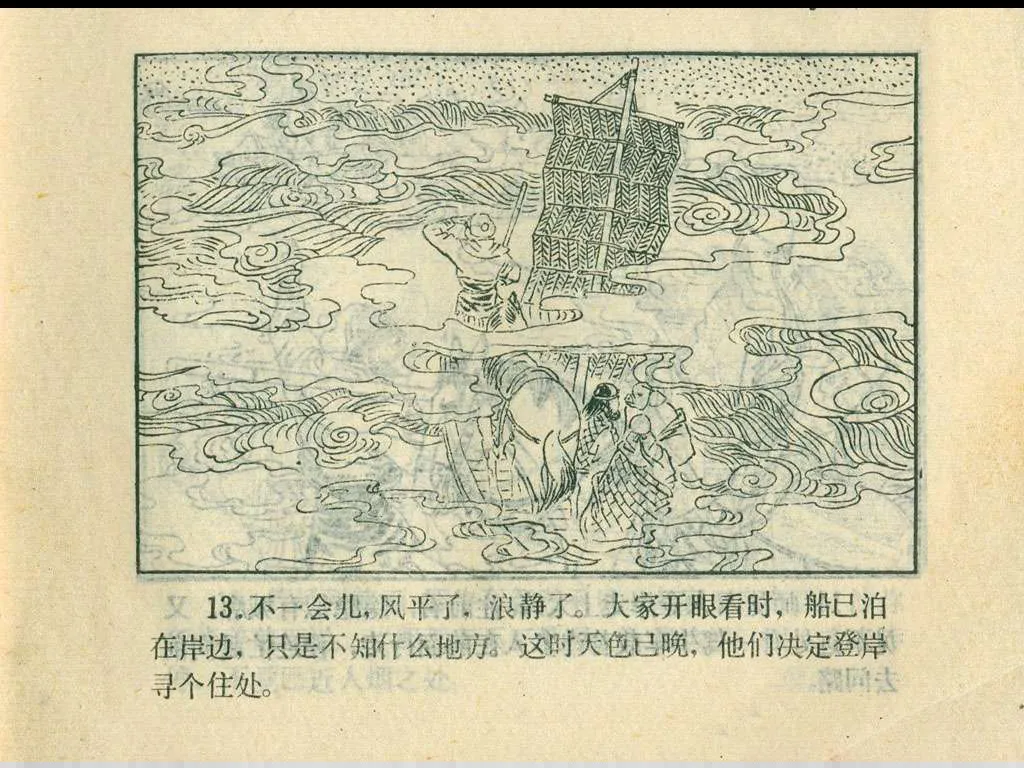 13.不一会儿,风平了,浪静了。大家开眼看时,船已泊
在岸边,只是不知什么地方。这时天色已晚,他们决定登岸
寻个住处。